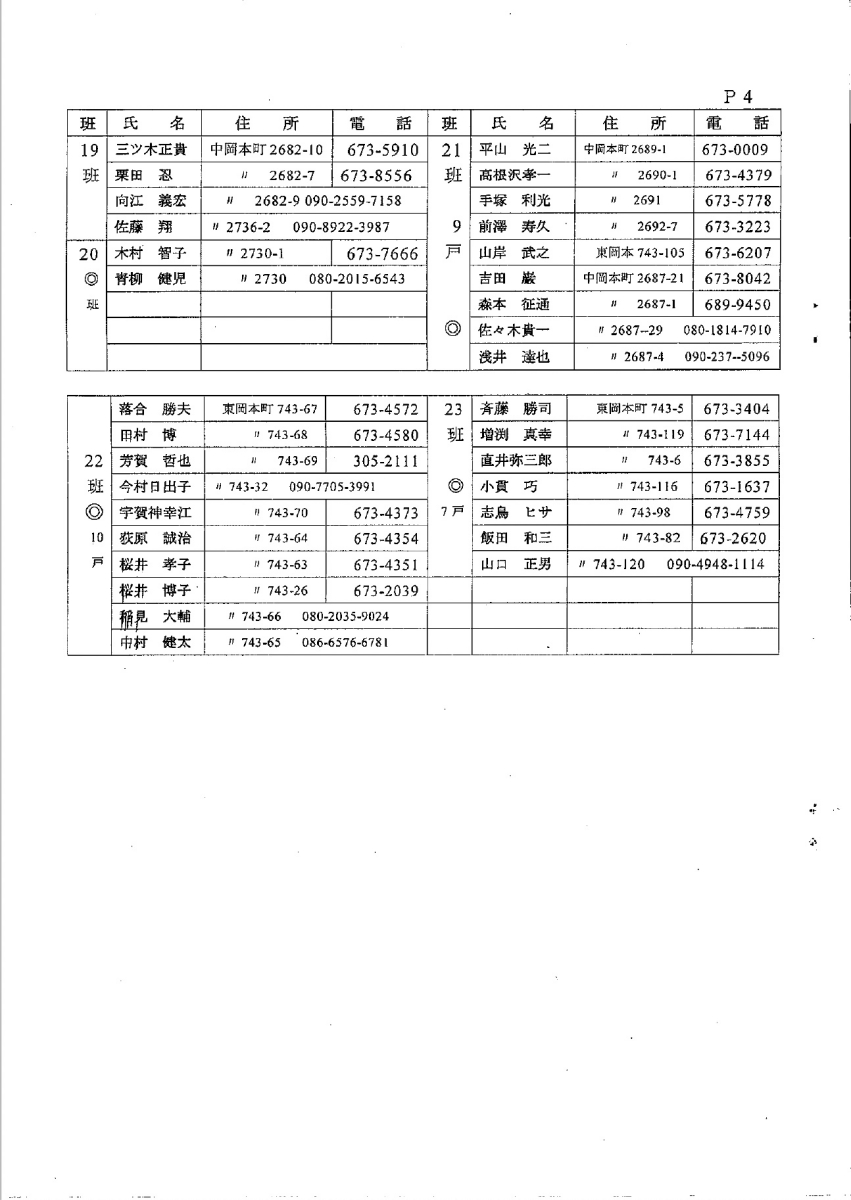 P 4
班 氏 名 住 所 電 話 班 氏 名 住 所 電 話
19 三ツ木正貴 中岡本町 2682-10 673-5910 21 平山 光二 中岡本町 2689-1 673-0009
班 栗田 忍 〃 2682-7 673-8556 班 高根沢孝一 〃 2690-1 673-4379
向江 義宏 〃 2682-9 090-2559-7158 手塚 利光 〃 2691 673-5778
佐藤 翔 〃 2736-2 090-8922-3987 9 前澤 寿久 〃 2692-7 673-3223
20 木村 智子 〃 2730-1 673-7666 戸 山岸 武之 東岡本 743-105 673-6207
◎ 青柳 健児 〃 2730 080-2015-6543 吉田 巌 中岡本町 2687-21 673-8042
班 森本 征通 〃 2687-1 689-9450
◎ 佐々木貴一 〃 2687--29 080-1814-7910
浅井 達也 〃 2687-4 090-237--5096
落合 勝夫 東岡本町 743-67 673-4572 23 斉藤 勝司 東岡本町 743-5 673-3404
田村 博 〃 743-68 673-4580 班 増渕 真幸 〃 743-119 673-7144
22 芳賀 哲也 〃 743-69 305-2111 直井弥三郎 〃 743-6 673-3855
班 今村日出子 〃 743-32 090-7705-3991 ◎ 小貫 巧 〃 743-116 673-1637
◎ 宇賀神幸江 〃 743-70 673-4373 7戸 志鳥 ヒサ 〃 743-98 673-4759
10 荻原 誠治 〃 743-64 673-4354 飯田 和三 〃 743-82 673-2620
戸 桜井 孝子 〃 743-63 673-4351 山口 正男 〃 743-120 090-4948-1114
桜井 博子 〃 743-26 673-2039
稲見 大輔 〃 743-66 080-2035-9024
中村 健太 〃 743-65 086-6576-6781